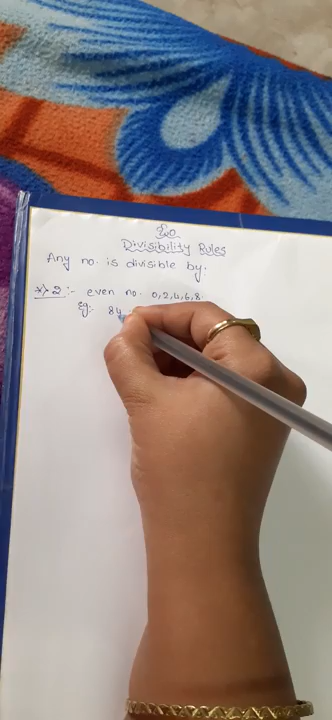 Divisibility Rules
Any no. is divisible by.
*> 2 :- even no. 0,2,4,6,8.
Eg:- 84